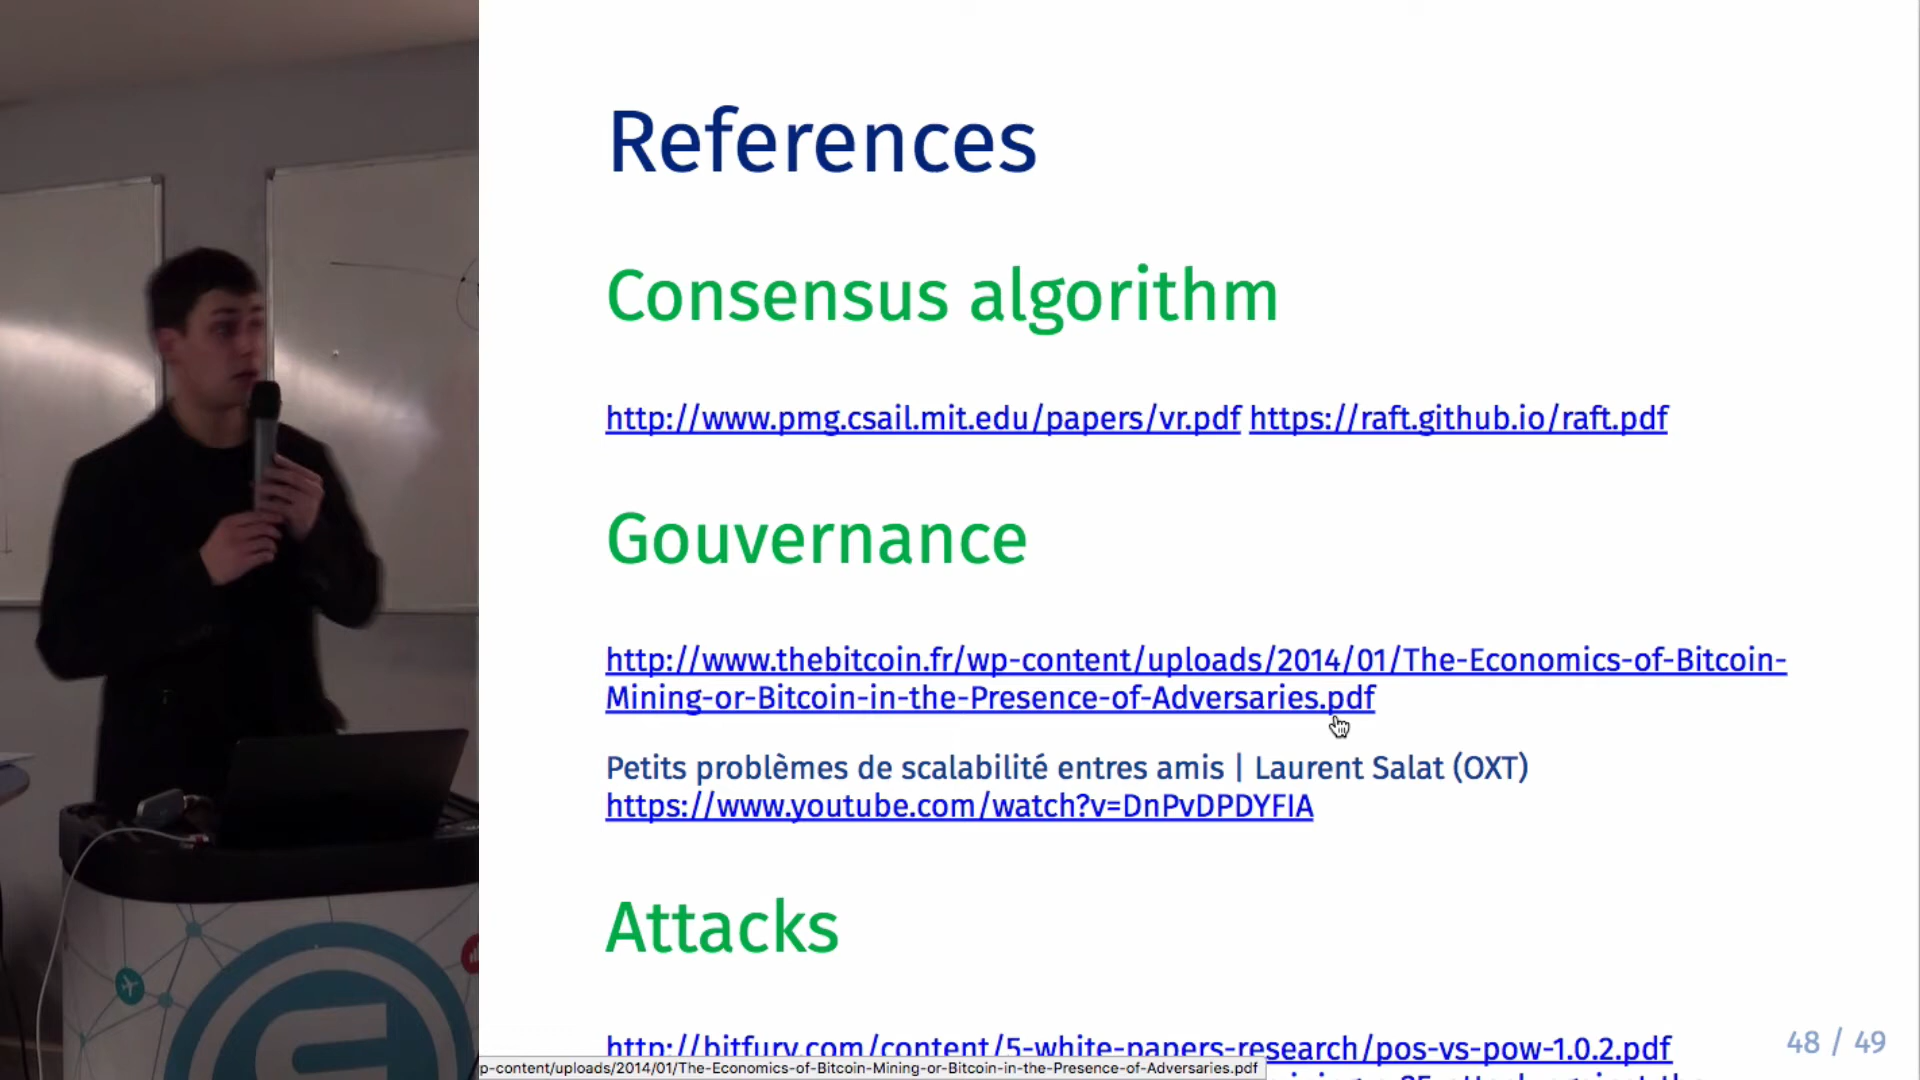 References
Consensus algorithm
http://www.pmg.csail.mit.edu/papers/vr.pdf https://raft.github.io/raft.pdf
Gouvernance
http://www.thebitcoin.fr/wp-content/uploads/2014/01/The-Economics-of-Bitcoin-
Mining-or-Bitcoin-in-the-Presence-of-Adversaries.pdf
Petits problèmes de scalabilité entres amis | Laurent Salat (OXT)
https://www.youtube.com/watch?v=DnPvDPDYFIA
Attacks
http://bitfury.com/content/5-white-papers-research/pos-vs-pow-1.0.2.pdf
48 / 49
p-content/uploads/2014/01/The-Economics-of-Bitcoin-Mining-or-Bitcoin-in-the-Presence-of-Adversaries.pdf